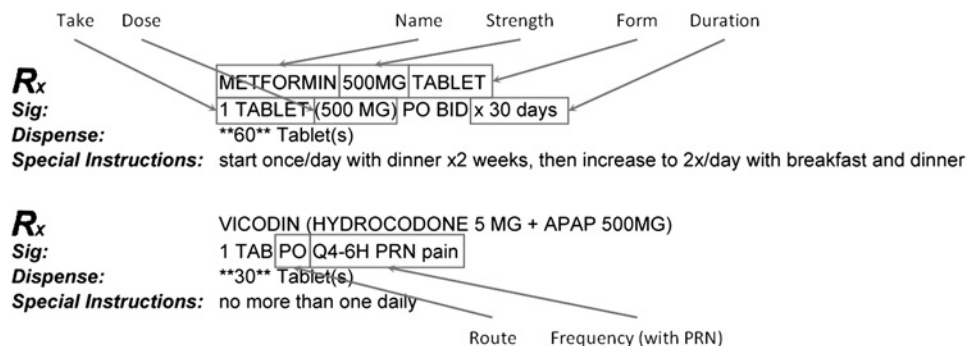 Take Dose Name Strength Form Duration
Rx METFORMIN 500MG TABLET
Sig: 1 TABLET (500 MG) PO BID x 30 days
Dispense: **60** Tablet(s)
Special Instructions: start once/day with dinner x2 weeks, then increase to 2x/day with breakfast and dinner
Rx VICODIN (HYDROCODONE 5 MG + APAP 500MG)
Sig: 1 TAB PO Q4-6H PRN pain
Dispense: **30** Tablet(s)
Special Instructions: no more than one daily
Route Frequency (with PRN)